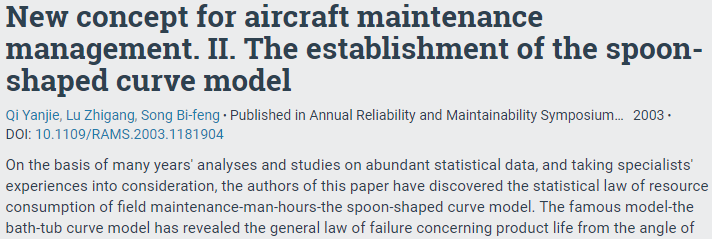 New concept for aircraft maintenance
management. II. The establishment of the spoon-
shaped curve model
Qi Yanjie, Lu Zhigang, Song Bi-feng • Published in Annual Reliability and Maintainability Symposium... 2003 •
DOI: 10.1109/RAMS.2003.1181904
On the basis of many years' analyses and studies on abundant statistical data, and taking specialists'
experiences into consideration, the authors of this paper have discovered the statistical law of resource
consumption of field maintenance-man-hours-the spoon-shaped curve model. The famous model-the
bath-tub curve model has revealed the general law of failure concerning product life from the angle of